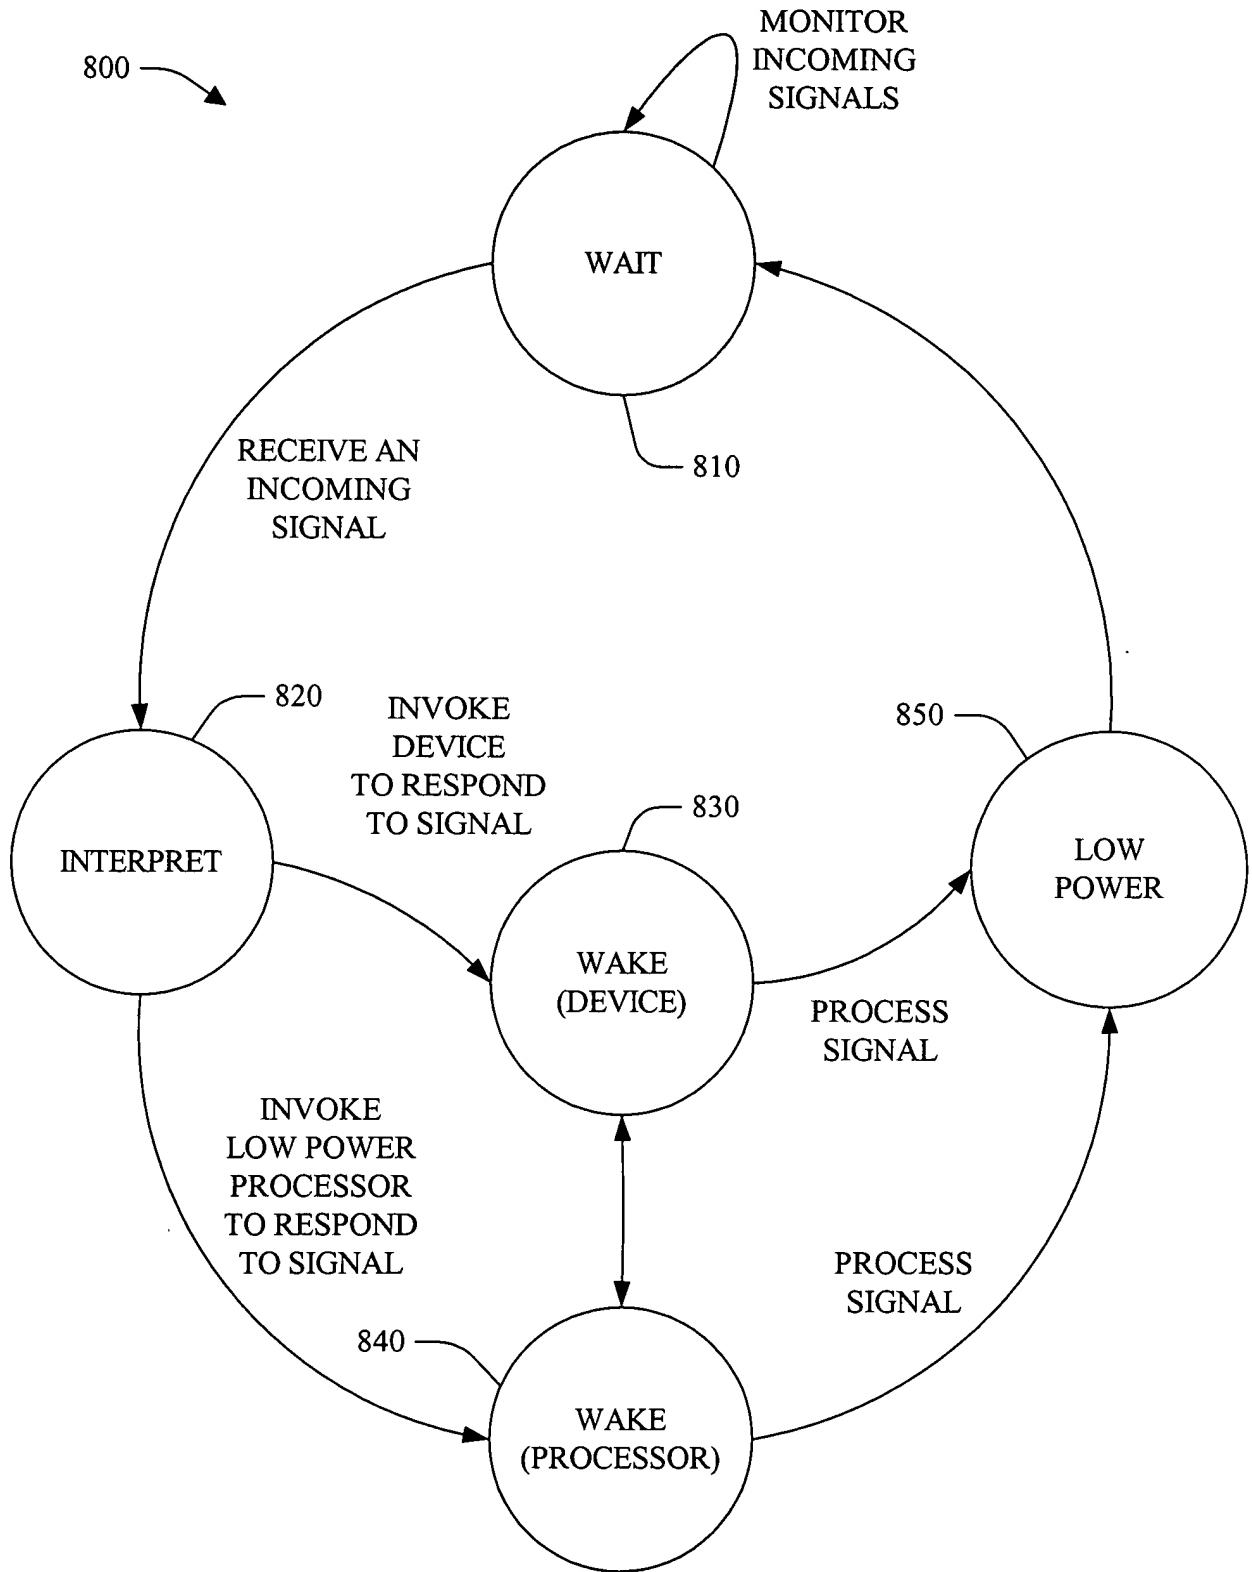 800
MONITOR
INCOMING
SIGNALS
WAIT
810
RECEIVE AN
INCOMING
SIGNAL
820
INVOKE
DEVICE
TO RESPOND
TO SIGNAL
850
830
INTERPRET
LOW
POWER
WAKE
(DEVICE)
PROCESS
SIGNAL
INVOKE
LOW POWER
PROCESSOR
TO RESPOND
TO SIGNAL
PROCESS
SIGNAL
840
WAKE
(PROCESSOR)